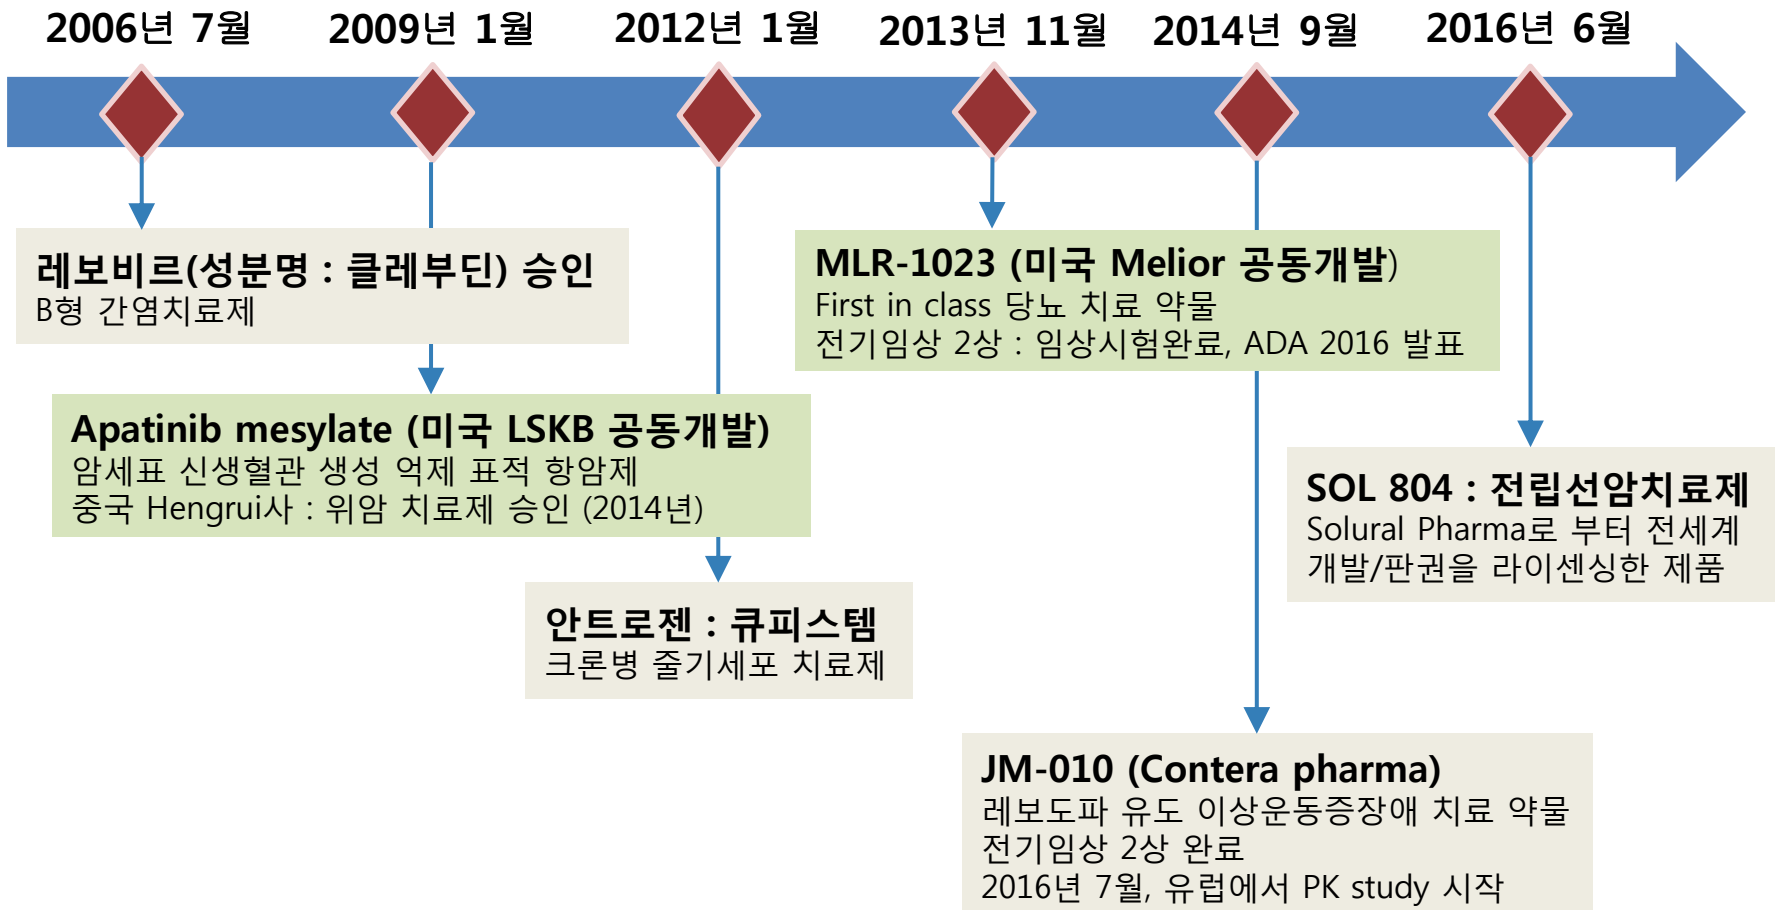 2006년 7월
2009년 1월
2012년 1월
2013년 11월
2014년 9월
2016년 6월
레보비르(성분명 : 클레부딘) 승인
B형 간염치료제
MLR-1023 (미국 Melior 공동개발)
First in class 당뇨 치료 약물
전기임상 2상 : 임상시험완료, ADA 2016 발표
Apatinib mesylate (미국 LSKB 공동개발)
암세표 신생혈관 생성 억제 표적 항암제
중국 Hengrui사 : 위암 치료제 승인 (2014년)
SOL 804 : 전립선암치료제
Solural Pharma로 부터 전세계
개발/판권을 라이센싱한 제품
안트로젠 : 큐피스템
크론병 줄기세포 치료제
JM-010 (Contera pharma)
레보도파 유도 이상운동증장애 치료 약물
전기임상 2상 완료
2016년 7월, 유럽에서 PK study 시작